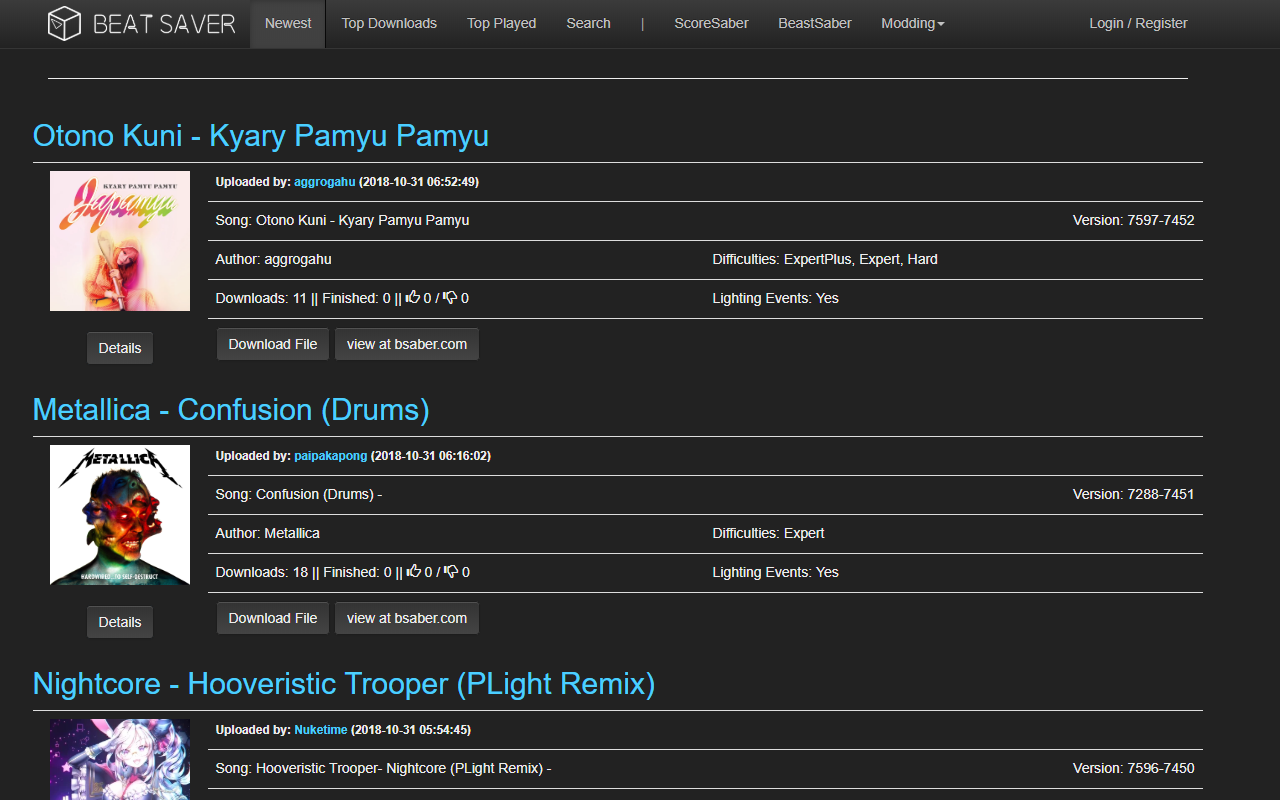 BEAT SAVER Newest Top Downloads Top Played Search | ScoreSaber BeastSaber Modding Login / Register
Otono Kuni - Kyary Pamyu Pamyu
KYARY PAMYU PAMYU
Japamyu
Uploaded by: aggrogahu (2018-10-31 06:52:49)
Song: Otono Kuni - Kyary Pamyu Pamyu Version: 7597-7452
Author: aggrogahu Difficulties: ExpertPlus, Expert, Hard
Downloads: 11 || Finished: 0 || 0 / 0 Lighting Events: Yes
Details Download File view at bsaber.com
Metallica - Confusion (Drums)
METALLICA
HARDWIRED...TO SELF-DESTRUCT
Uploaded by: paipakapong (2018-10-31 06:16:02)
Song: Confusion (Drums) - Version: 7288-7451
Author: Metallica Difficulties: Expert
Downloads: 18 || Finished: 0 || 0 / 0 Lighting Events: Yes
Details Download File view at bsaber.com
Nightcore - Hooveristic Trooper (PLight Remix)
Uploaded by: Nuketime (2018-10-31 05:54:45)
Song: Hooveristic Trooper- Nightcore (PLight Remix) - Version: 7596-7450